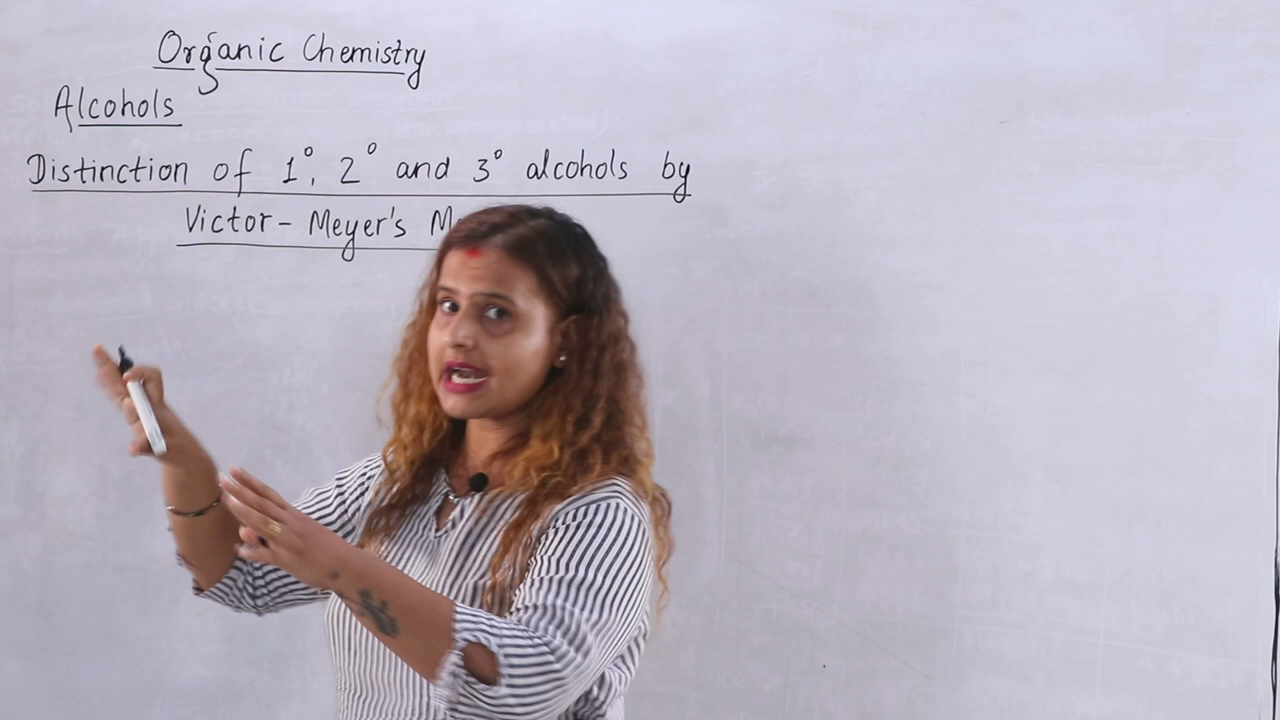 Organic Chemistry
Alcohols
Distinction of 1°, 2° and 3° alcohols by
Victor-Meyer's